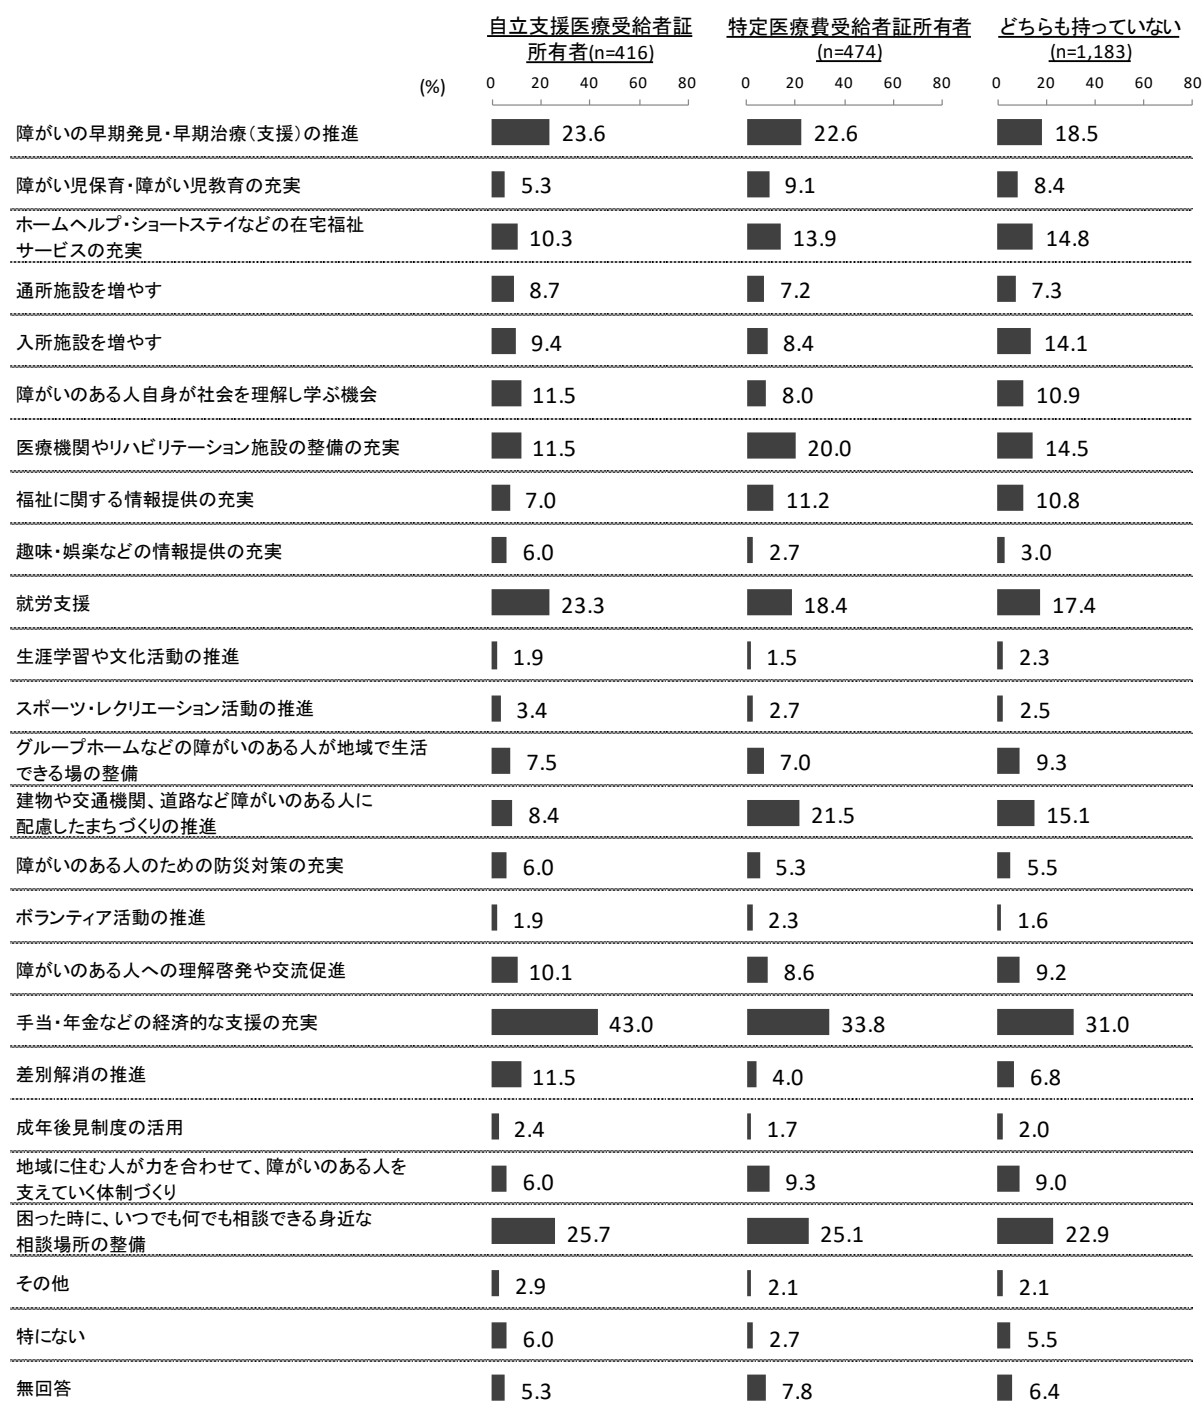 自立支援医療受給者証
所有者(n=416)
特定医療費受給者証所有者
(n=474)
どちらも持っていない
(n=1,183)
(%) 0 20 40 60 80 0 20 40 60 80 0 20 40 60 80
障がいの早期発見・早期治療(支援)の推進 23.6 22.6 18.5
障がい児保育・障がい児教育の充実 5.3 9.1 8.4
ホームヘルプ・ショートステイなどの在宅福祉
サービスの充実 10.3 13.9 14.8
通所施設を増やす 8.7 7.2 7.3
入所施設を増やす 9.4 8.4 14.1
障がいのある人自身が社会を理解し学ぶ機会 11.5 8.0 10.9
医療機関やリハビリテーション施設の整備の充実 11.5 20.0 14.5
福祉に関する情報提供の充実 7.0 11.2 10.8
趣味・娯楽などの情報提供の充実 6.0 2.7 3.0
就労支援 23.3 18.4 17.4
生涯学習や文化活動の推進 1.9 1.5 2.3
スポーツ・レクリエーション活動の推進 3.4 2.7 2.5
グループホームなどの障がいのある人が地域で生活
できる場の整備 7.5 7.0 9.3
建物や交通機関、道路など障がいのある人に
配慮したまちづくりの推進 8.4 21.5 15.1
障がいのある人のための防災対策の充実 6.0 5.3 5.5
ボランティア活動の推進 1.9 2.3 1.6
障がいのある人への理解啓発や交流促進 10.1 8.6 9.2
手当・年金などの経済的な支援の充実 43.0 33.8 31.0
差別解消の推進 11.5 4.0 6.8
成年後見制度の活用 2.4 1.7 2.0
地域に住む人が力を合わせて、障がいのある人を
支えていく体制づくり 6.0 9.3 9.0
困った時に、いつでも何でも相談できる身近な
相談場所の整備 25.7 25.1 22.9
その他 2.9 2.1 2.1
特にない 6.0 2.7 5.5
無回答 5.3 7.8 6.4